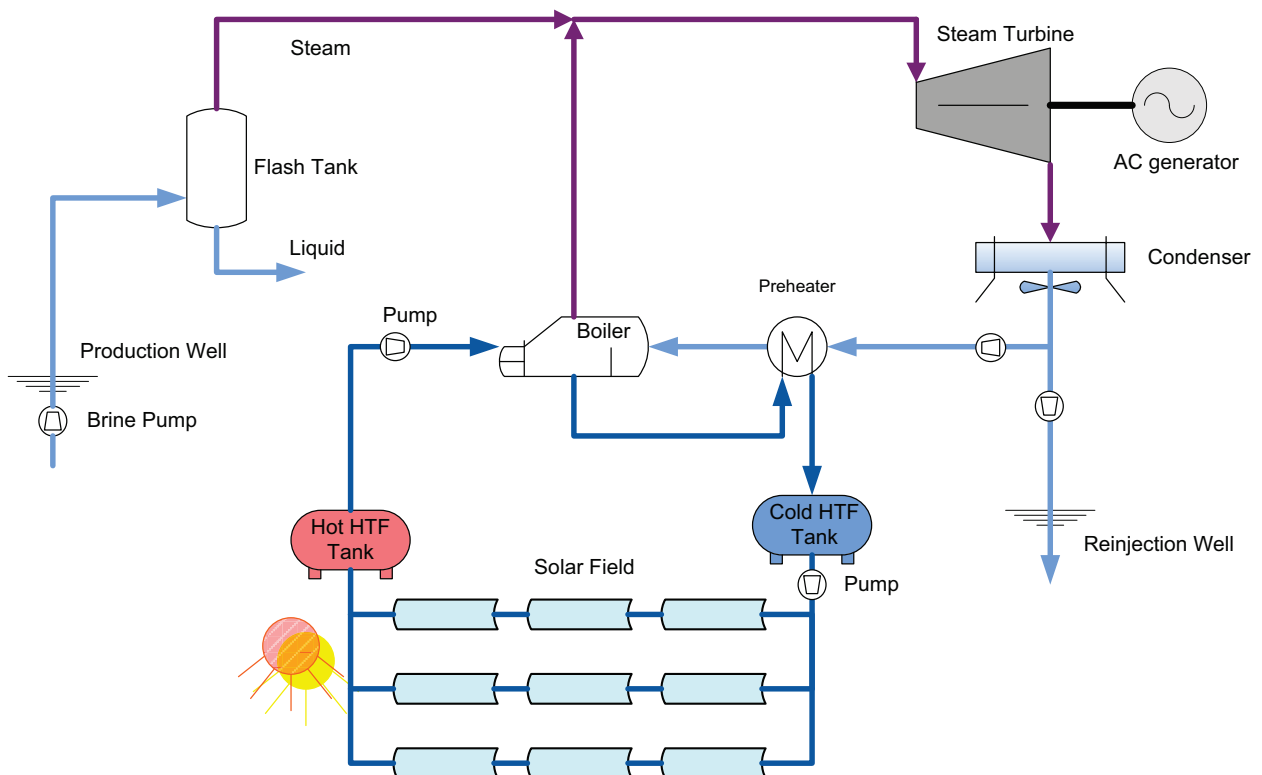 Steam Turbine
Steam
AC generator
Flash Tank
Liquid
Condenser
Preheater
Pump
Boiler
Production Well
Brine Pump
Hot HTF
Tank
Cold HTF
Tank
Reinjection Well
Solar Field
Pump